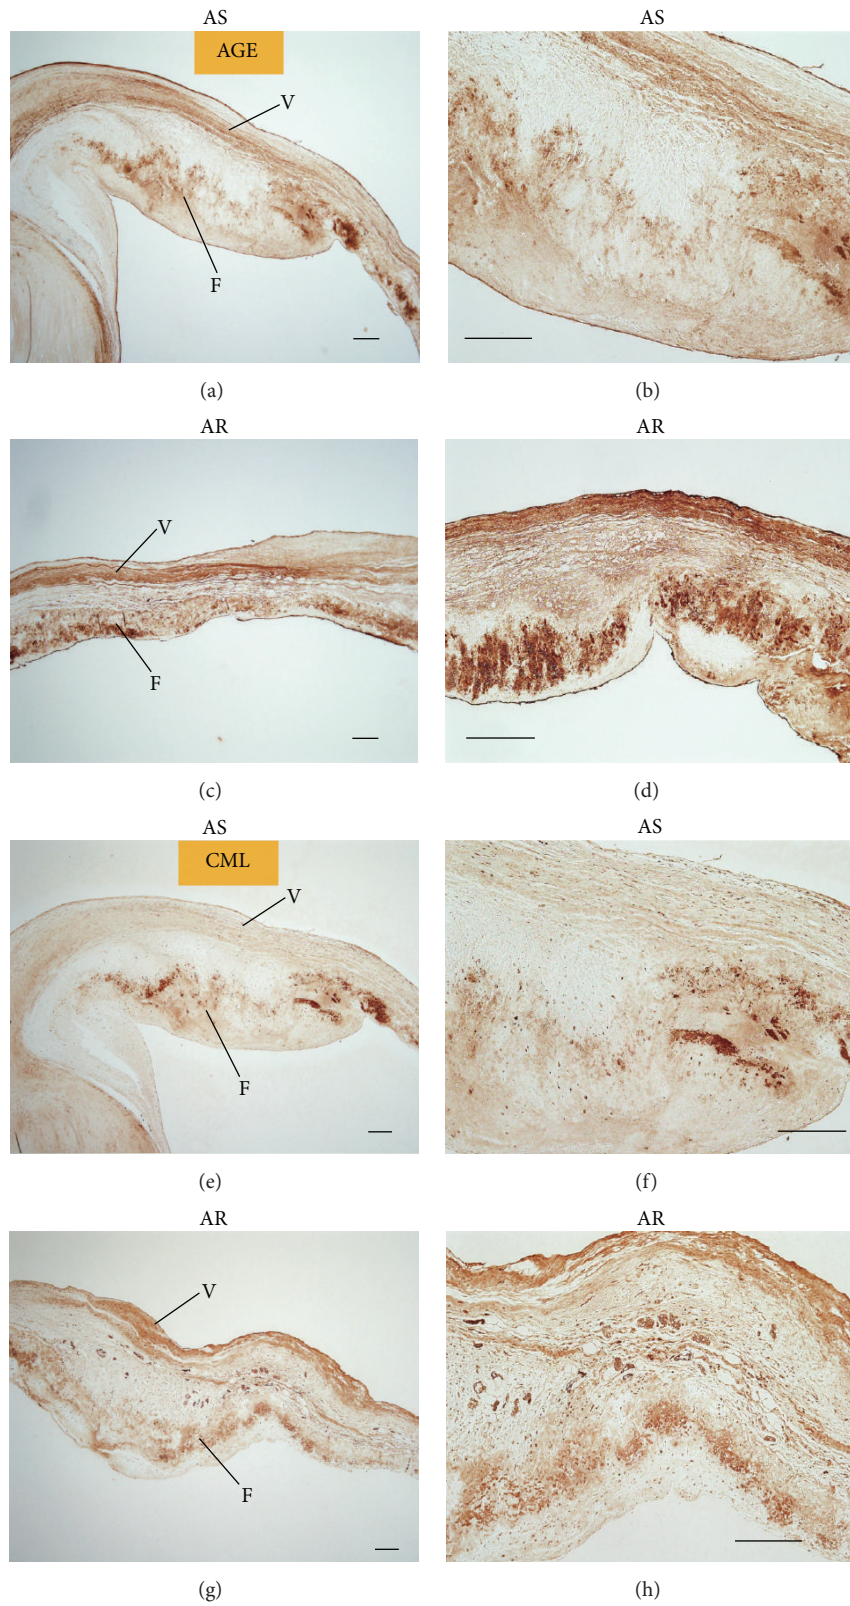 AS
AS
AGE
V
F
(a)
(b)
AR
AR
V
F
(c)
(d)
AS
AS
CML
V
F
(e)
(f)
AR
AR
V
F
(g)
(h)